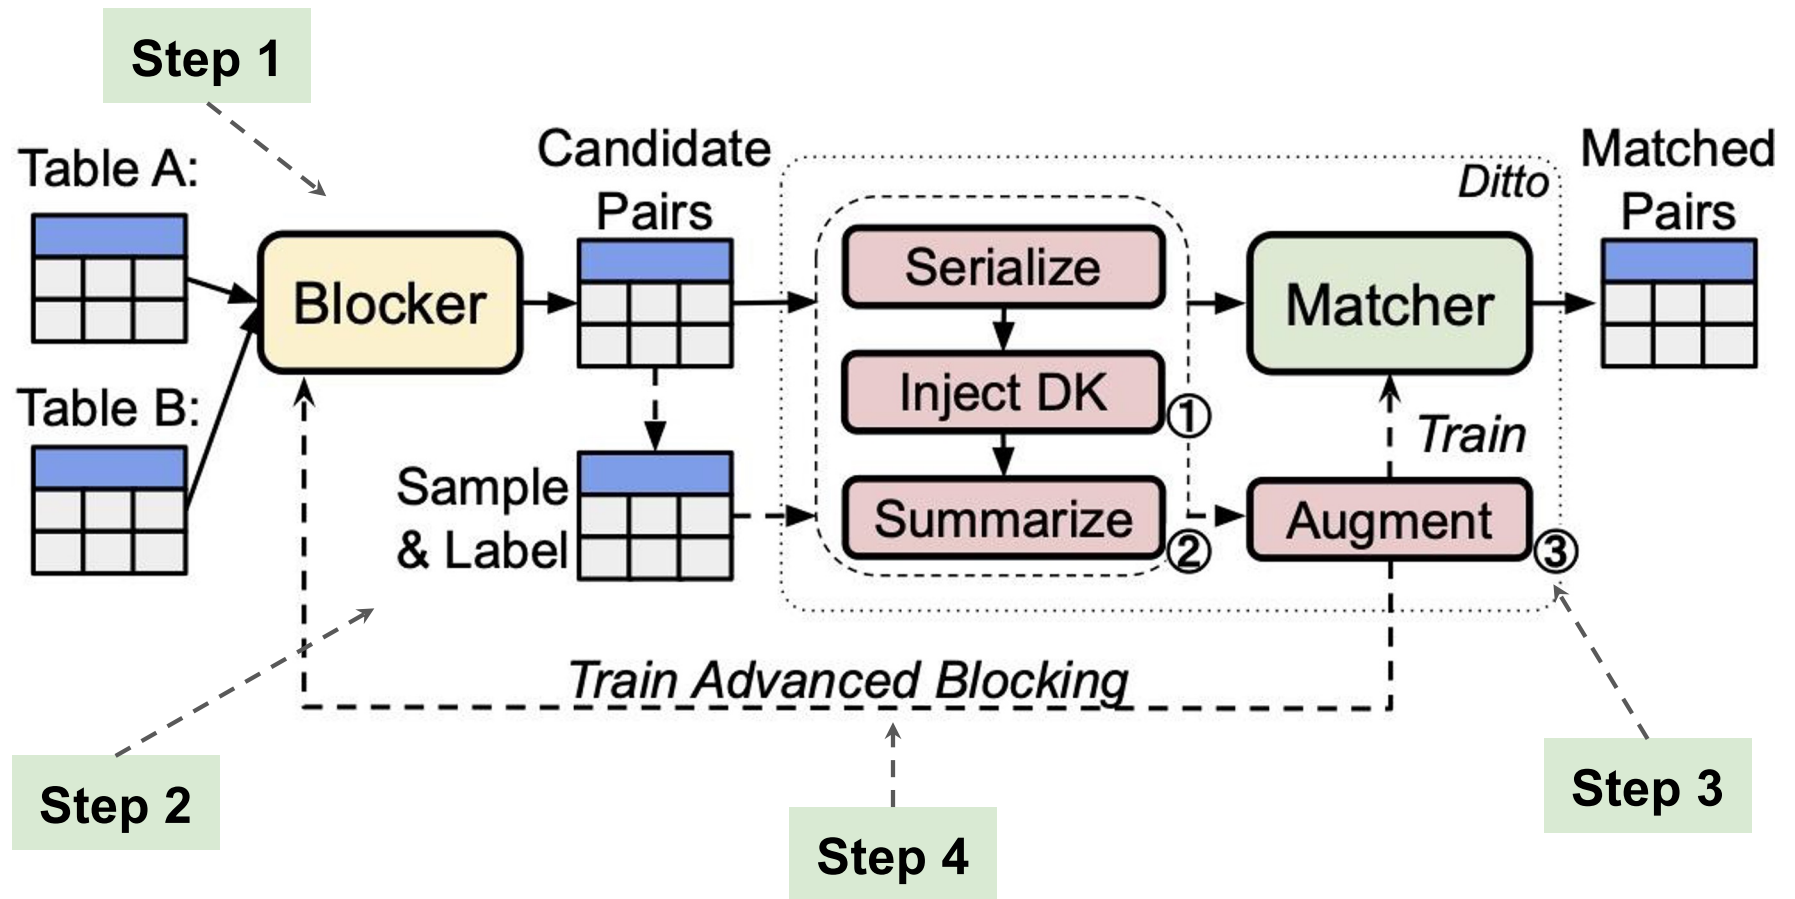 Step 1
Table A:
Table B:
Blocker
Candidate
Pairs
Sample
& Label
Ditto
Serialize
Inject DK
①
Summarize
②
Matcher
Train
Augment
③
Matched
Pairs
Train Advanced Blocking
Step 2
Step 4
Step 3